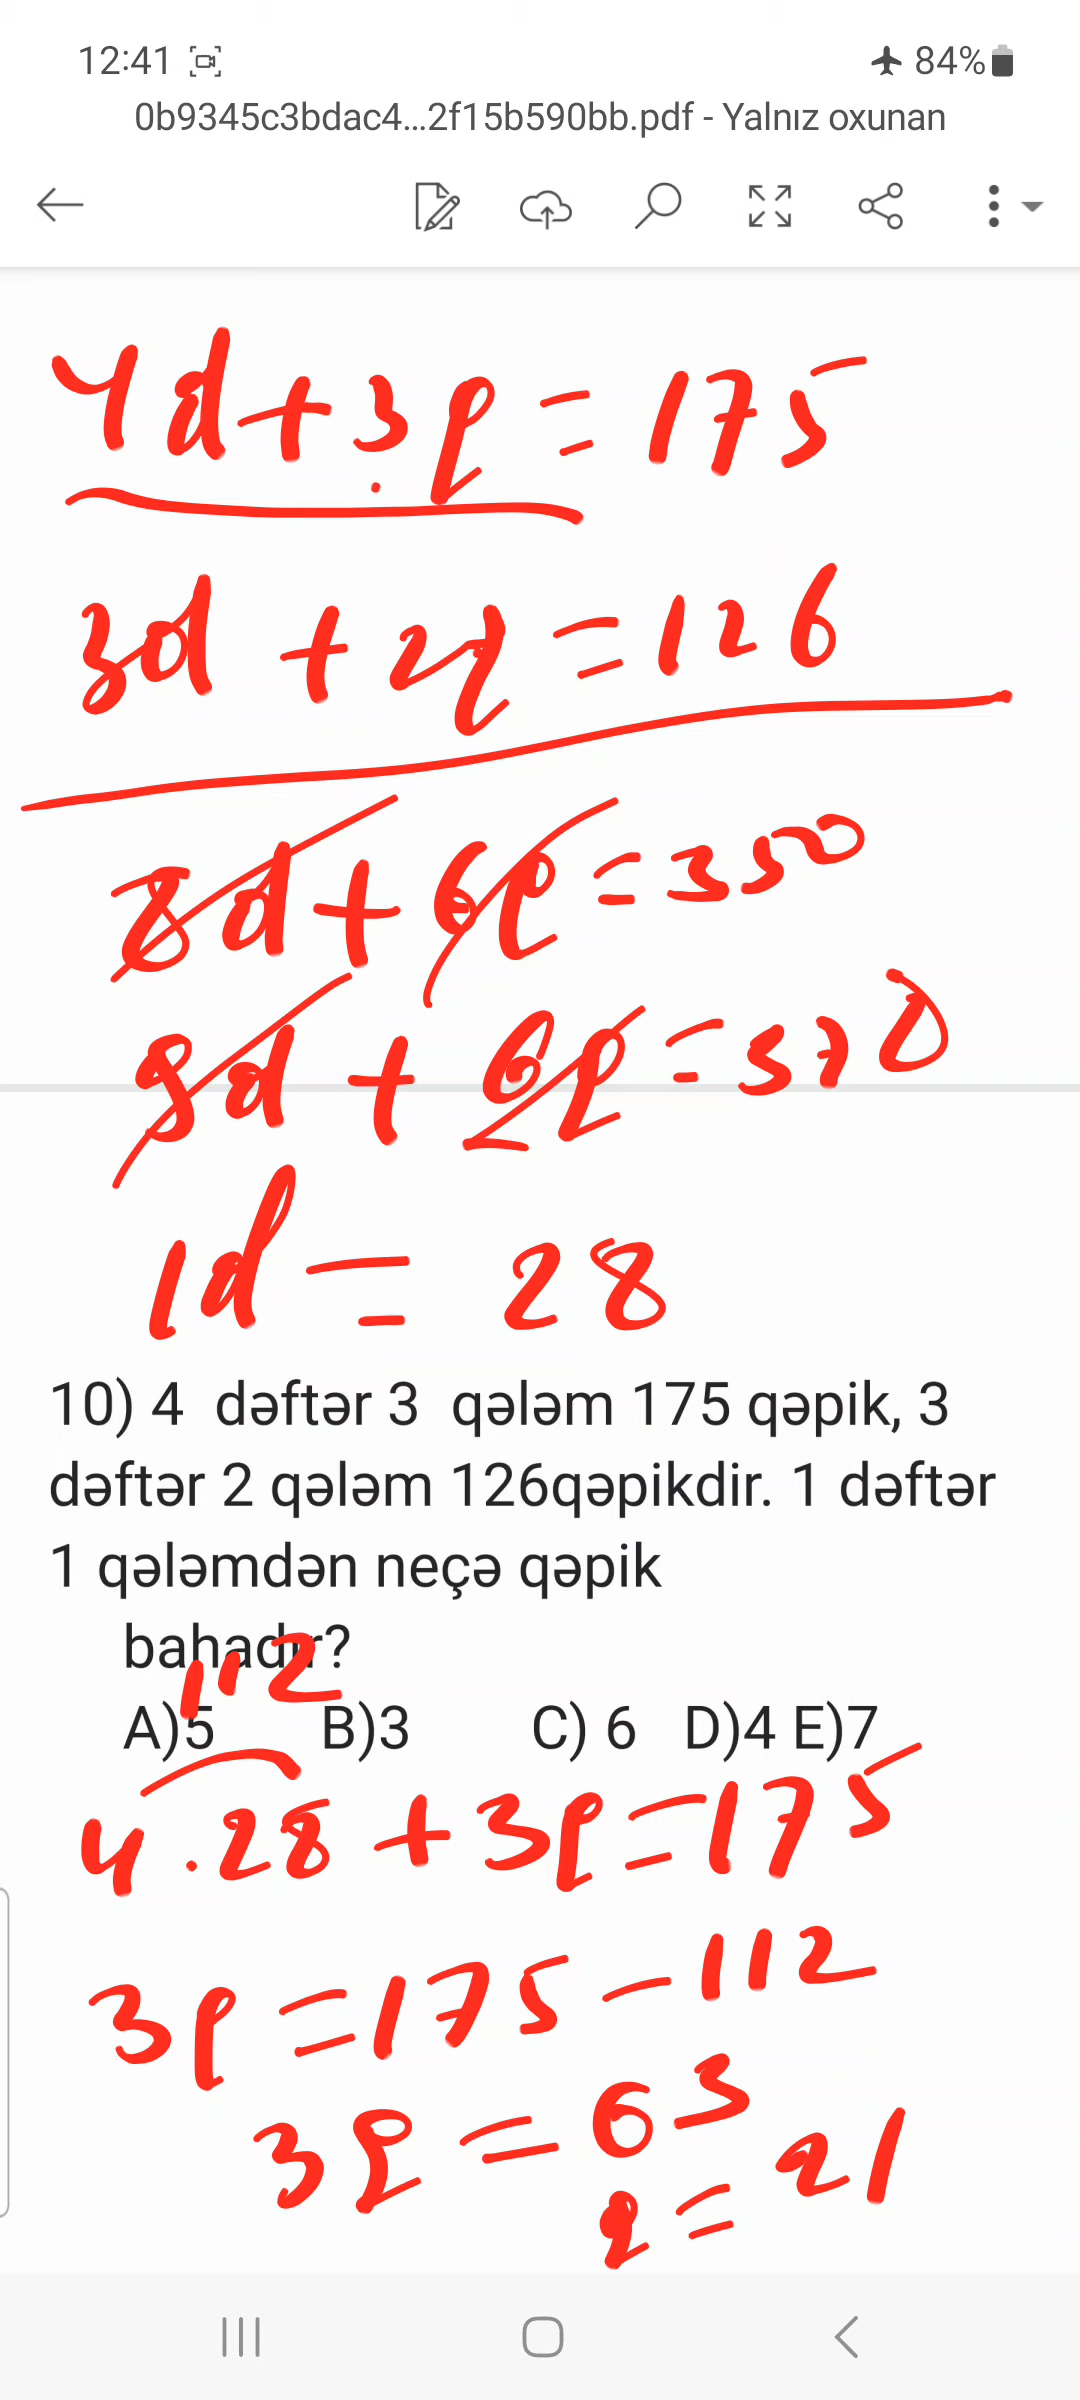 12:41 84%
0b9345c3bdac4...2f15b590bb.pdf - Yalnız oxunan
4d+3q=175
3d+2q=126
8d+6q=350
9d+6q=378
1d=28
10) 4 dəftər 3 qələm 175 qəpik, 3
dəftər 2 qələm 126qəpikdir. 1 dəftər
1 qələmdən neçə qəpik
bahadır?
112
A)5 B)3 C) 6 D)4 E)7
4.28+3q=175
3q=175-112
3q=63
q=21